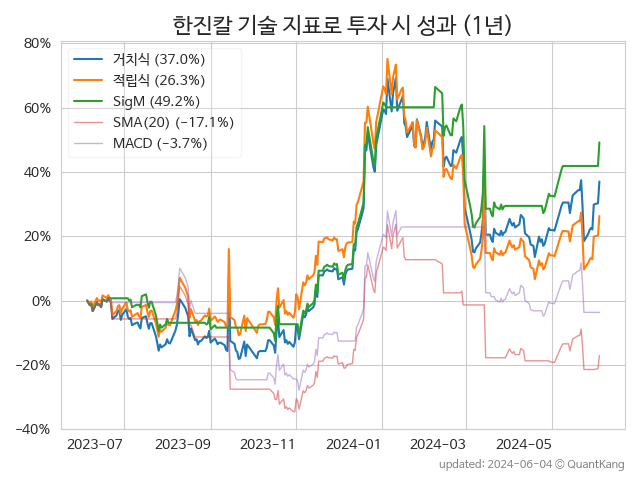 한진칼 기술 지표로 투자 시 성과 (1년)
80%
60%
40%
20%
0%
−20%
−40%
거치식 (37.0%)
적립식 (26.3%)
SigM (49.2%)
SMA(20) (−17.1%)
MACD (−3.7%)
2023-07
2023-09
2023-11
2024-01
2024-03
2024-05
updated: 2024-06-04 © QuantKang